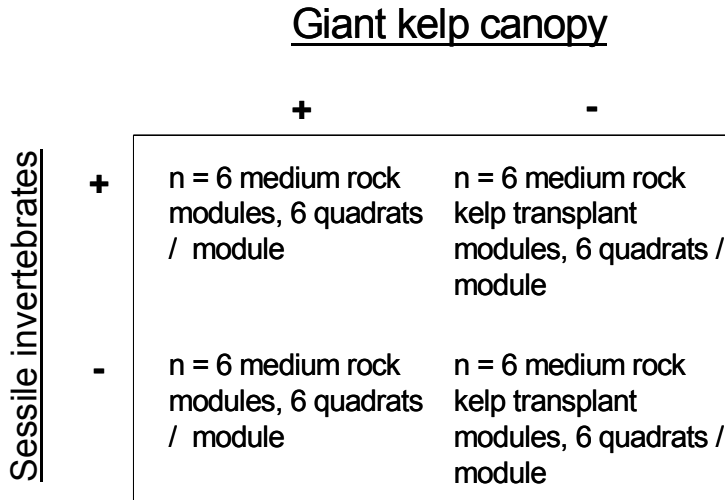 Giant kelp canopy
+ -
Sessile invertebrates
+
n = 6 medium rock
modules, 6 quadrats
/ module
n = 6 medium rock
kelp transplant
modules, 6 quadrats /
module
-
n = 6 medium rock
modules, 6 quadrats
/ module
n = 6 medium rock
kelp transplant
modules, 6 quadrats /
module